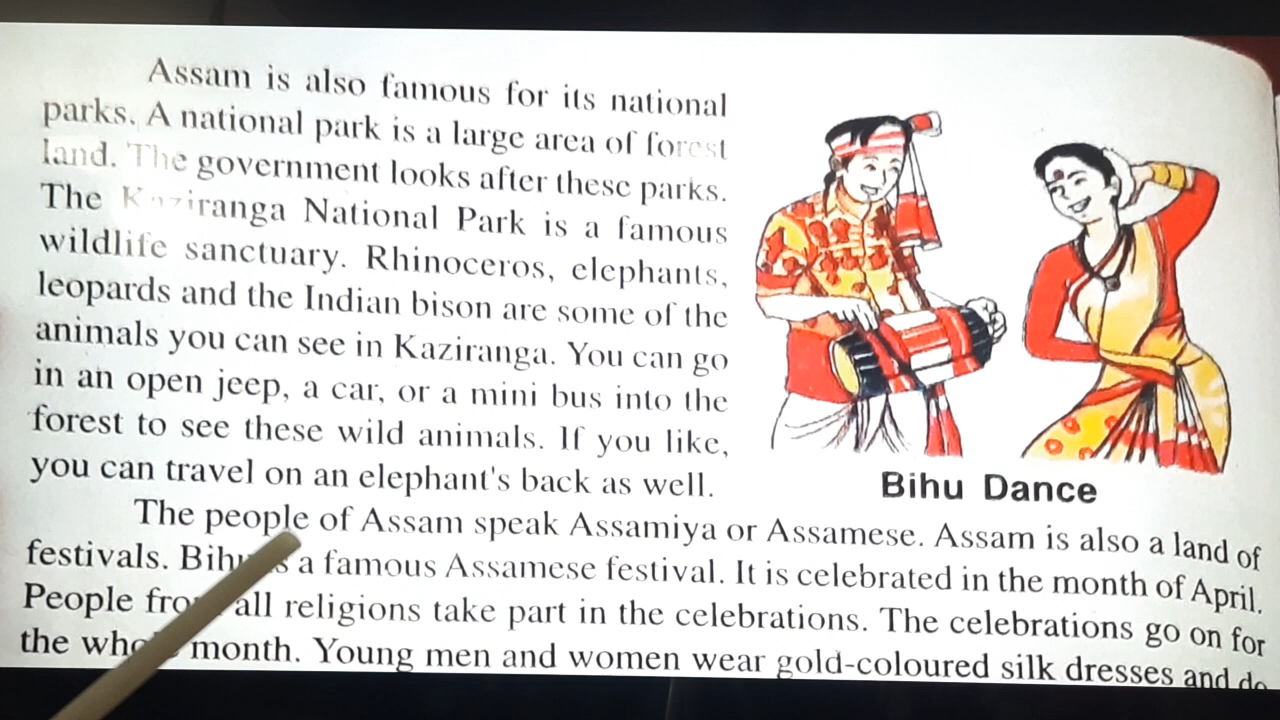 Assam is also famous for its national
parks. A national park is a large area of forest
land. The government looks after these parks.
The Kaziranga National Park is a famous
wildlife sanctuary. Rhinoceros, elephants,
leopards and the Indian bison are some of the
animals you can see in Kaziranga. You can go
in an open jeep, a car, or a mini bus into the
forest to see these wild animals. If you like,
you can travel on an elephant's back as well.
Bihu Dance
The people of Assam speak Assamiya or Assamese. Assam is also a land of
festivals. Bihu is a famous Assamese festival. It is celebrated in the month of April.
People from all religions take part in the celebrations. The celebrations go on for
the whole month. Young men and women wear gold-coloured silk dresses and do